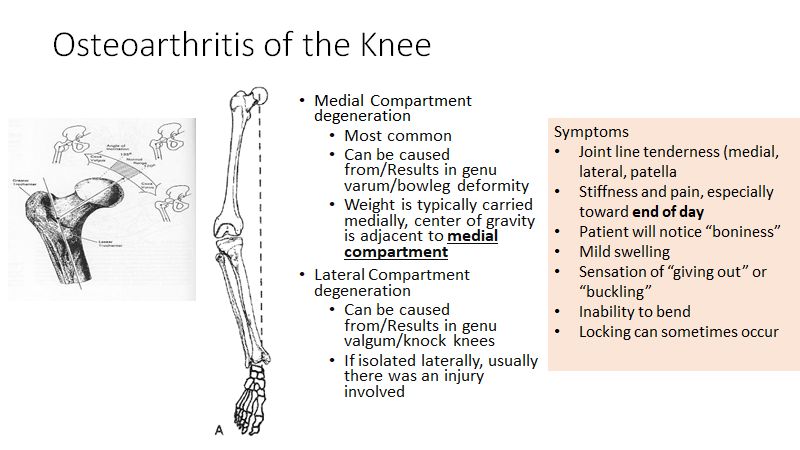 Osteoarthritis of the Knee
Angle of
Inclination
135°
Normal
Range
120°
Coxa
Valgus
Coxa
Greater
Trochanter
Lesser
Trochanter
A
• Medial Compartment
degeneration
• Most common
• Can be caused
from/Results in genu
varum/bowleg deformity
• Weight is typically carried
medially, center of gravity
is adjacent to medial
compartment
• Lateral Compartment
degeneration
• Can be caused
from/Results in genu
valgum/knock knees
• If isolated laterally, usually
there was an injury
involved
Symptoms
• Joint line tenderness (medial,
lateral, patella
• Stiffness and pain, especially
toward end of day
• Patient will notice “boniness”
• Mild swelling
• Sensation of “giving out” or
“buckling”
• Inability to bend
• Locking can sometimes occur